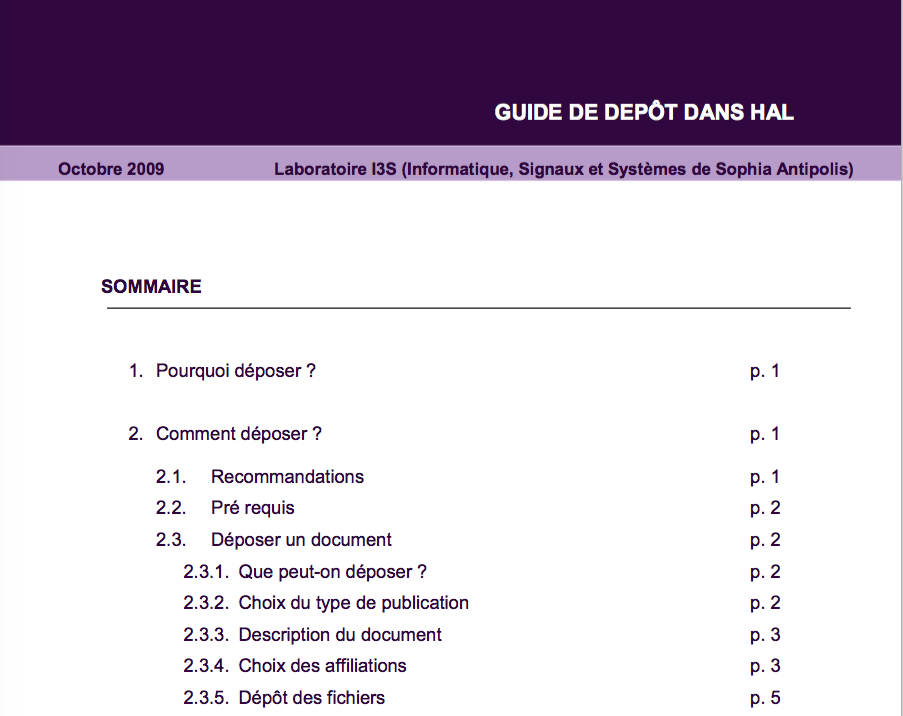 GUIDE DE DEPÔT DANS HAL
Octobre 2009 Laboratoire I3S (Informatique, Signaux et Systèmes de Sophia Antipolis)
SOMMAIRE
1. Pourquoi déposer ? p. 1
2. Comment déposer ? p. 1
2.1. Recommandations p. 1
2.2. Pré requis p. 2
2.3. Déposer un document p. 2
2.3.1. Que peut-on déposer ? p. 2
2.3.2. Choix du type de publication p. 2
2.3.3. Description du document p. 3
2.3.4. Choix des affiliations p. 3
2.3.5. Dépôt des fichiers p. 5